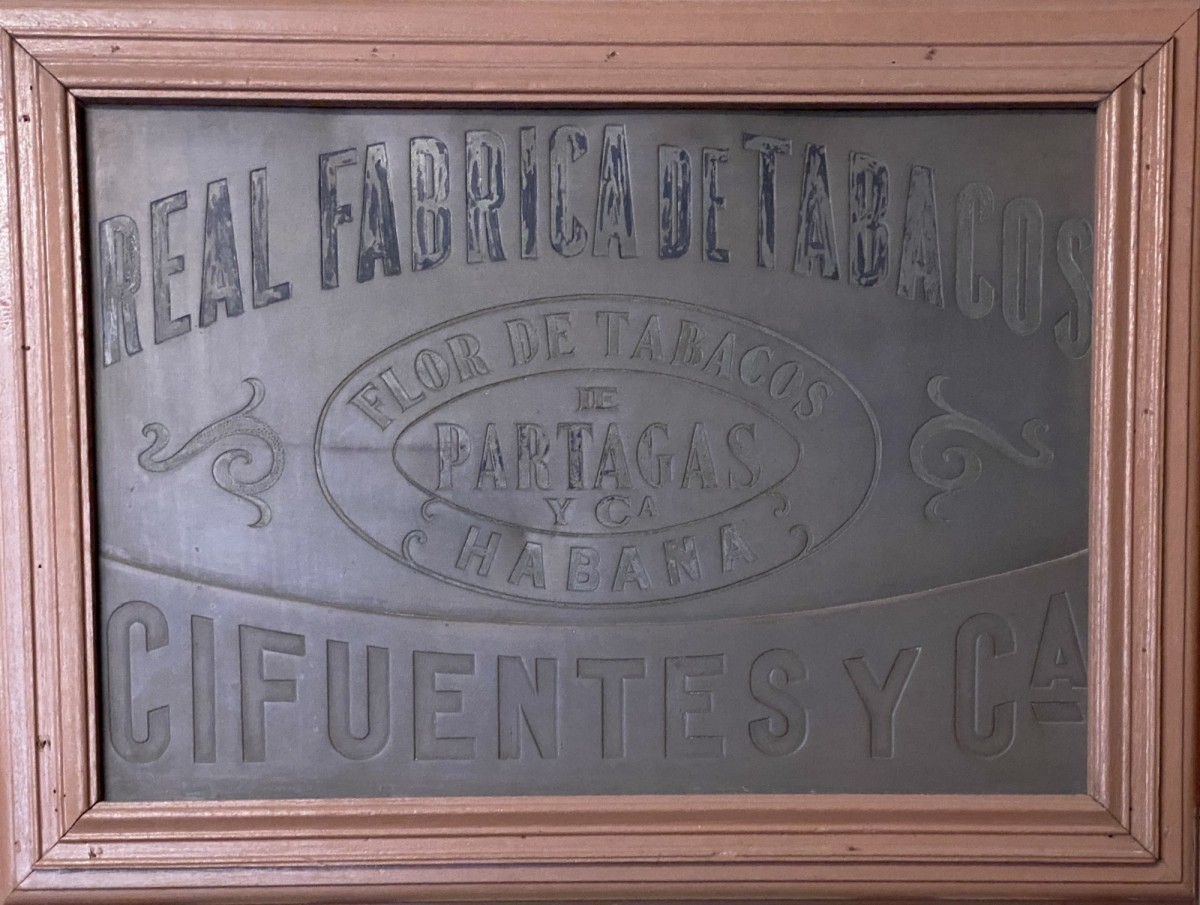 REAL FABRICA DE TABACOS
FLOR DE TABACOS
DE
PARTAGAS
Y CA
HABANA
CIFUENTES Y CA